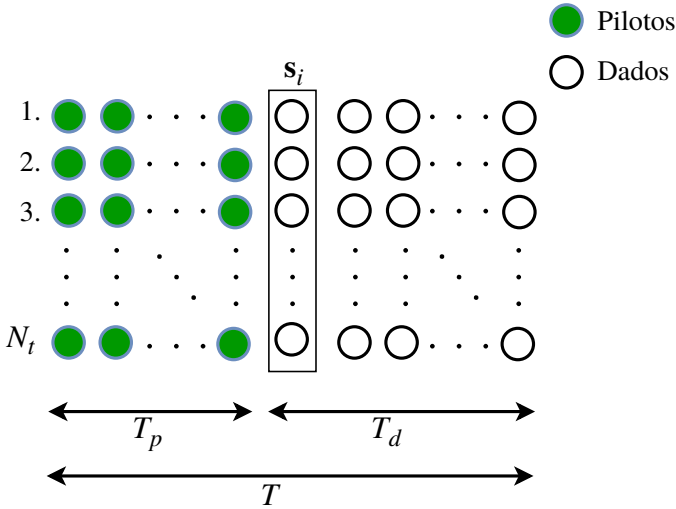 Pilotos
Dados
s_i
1.
2.
3.
N_t
T_p
T_d
T